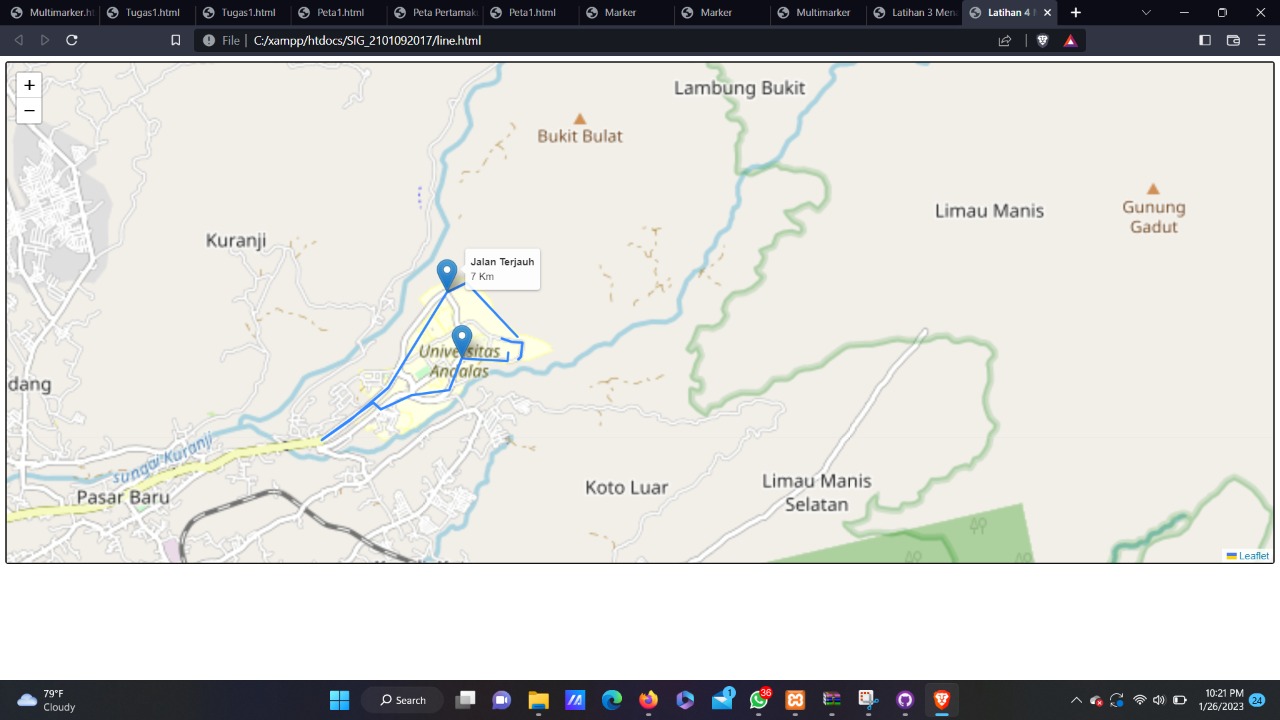 Multimarker.ht
Tugas1.html
Tugas1.html
Peta1.html
Peta Pertamak
Peta1.html
Marker
Marker
Multimarker
Latihan 3 Men
Latihan 4
File
C:/xampp/htdocs/SIG_2101092017/line.html
+
−
Lambung Bukit
Bukit Bulat
Limau Manis
Gunung
Gadut
Kuranji
Jalan Terjauh
7 Km
Universitas
Andalas
dang
sungai Kuranji
Pasar Baru
Koto Luar
Limau Manis
Selatan
Leaflet
79°F
Cloudy
Search
1
36
10:21 PM
1/26/2023
24